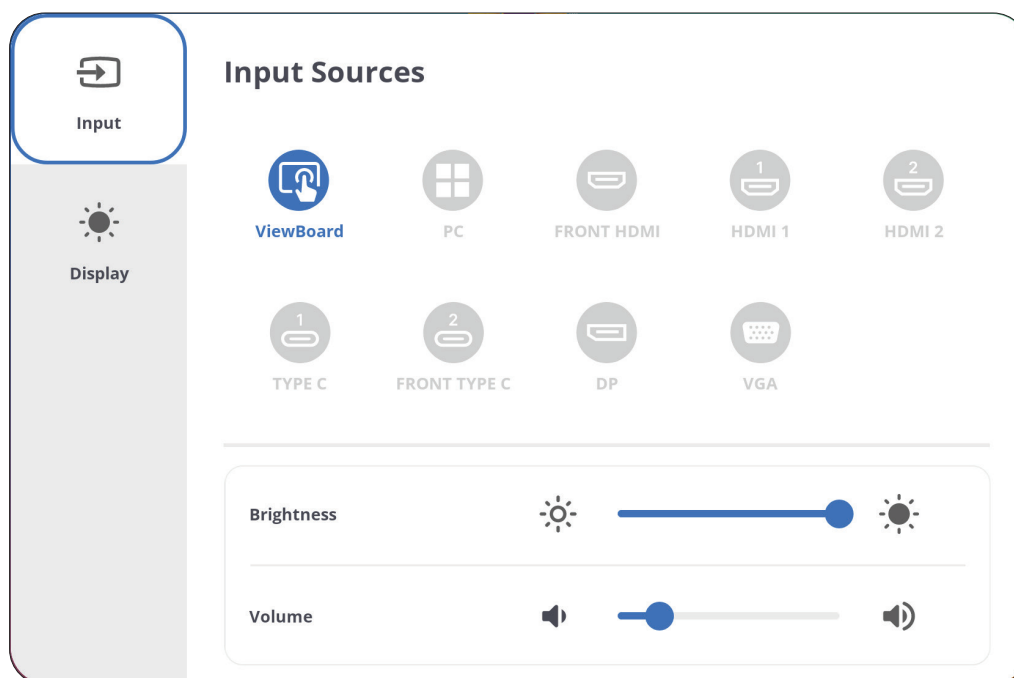 Input
Input Sources
1
2
ViewBoard
PC
FRONT HDMI
HDMI 1
HDMI 2
Display
1
2
TYPE C
FRONT TYPE C
DP
VGA
Brightness
Volume